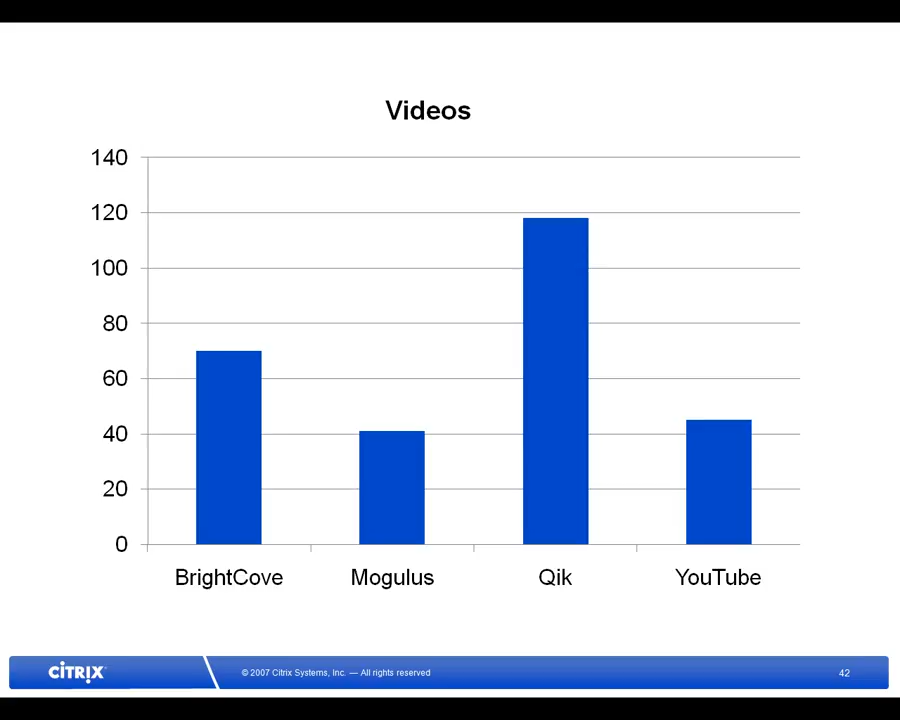 Videos
140
120
100
80
60
40
20
0
BrightCove Mogulus Qik YouTube
CITRIX © 2007 Citrix Systems, Inc. — All rights reserved 42